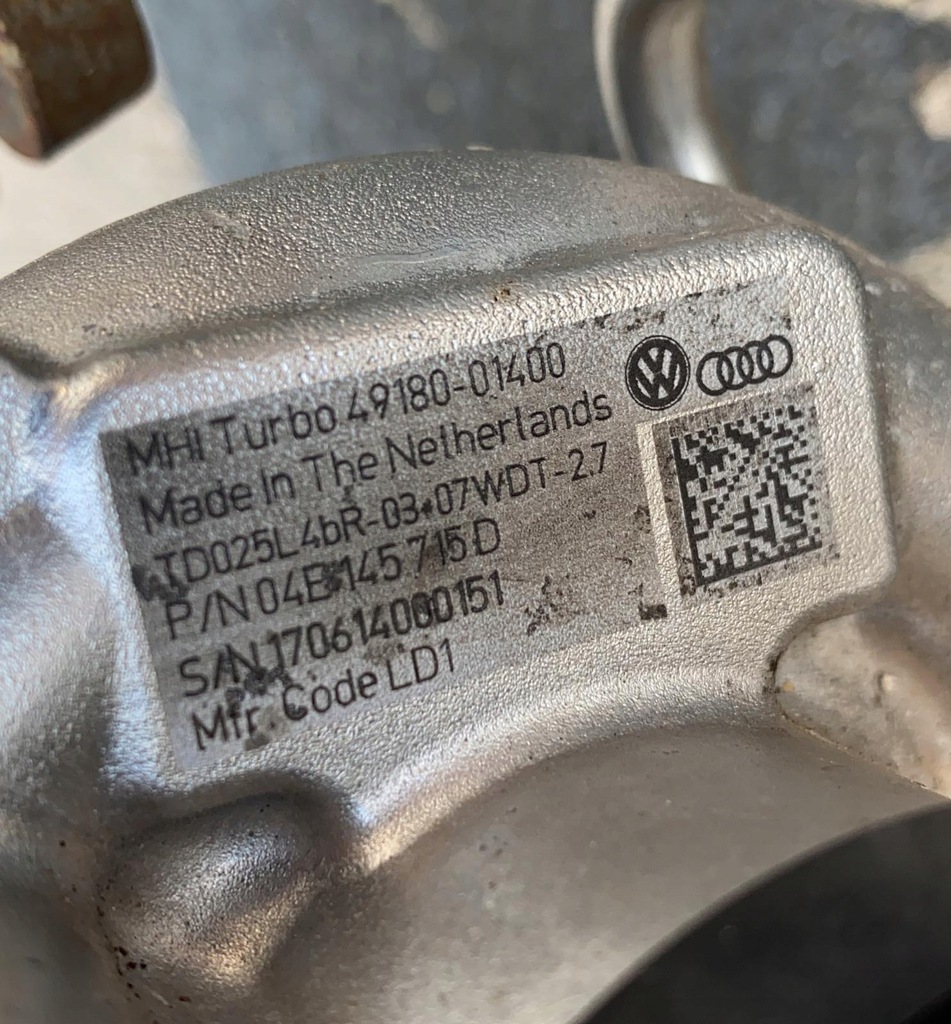 MHI Turbo 49180-01400
Made In The Netherlands
TD025L4bR-03.07WDT-2.7
P/N 04E145715D
S/N 170614000151
Mfr. Code LD1